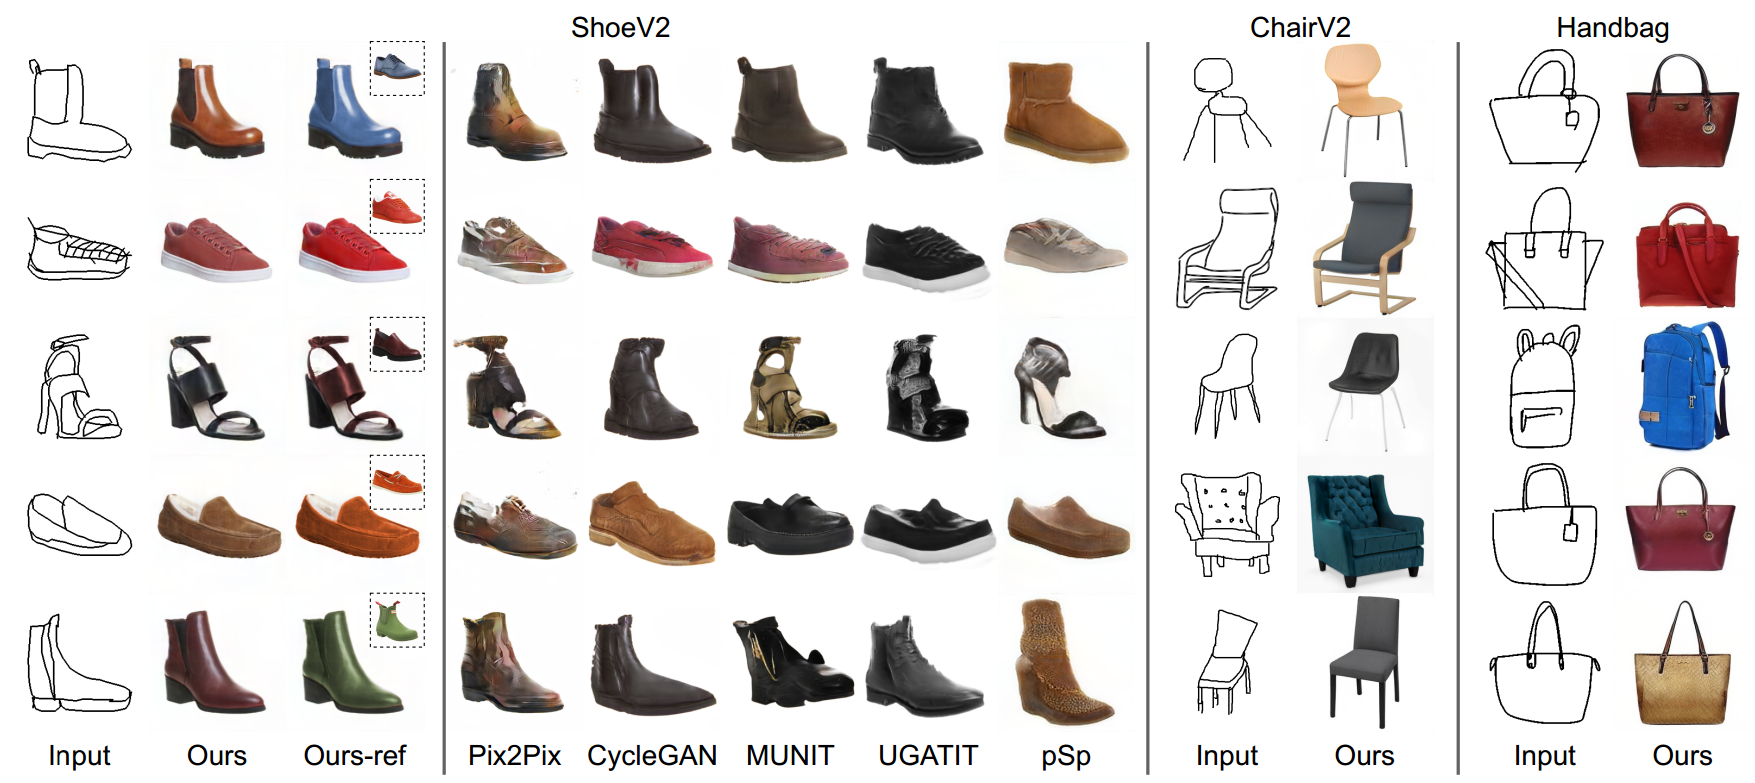 ShoeV2
ChairV2
Handbag
Input
Ours
Ours-ref
Pix2Pix
CycleGAN
MUNIT
UGATIT
pSp
Input
Ours
Input
Ours